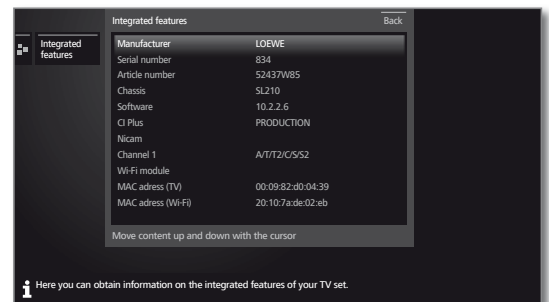 Integrated features Back
Integrated
features
Manufacturer LOEWE
Serial number 834
Article number 52437W85
Chassis SL210
Software 10.2.2.6
CI Plus PRODUCTION
Nicam
Channel 1 A/T/T2/C/S/S2
Wi-Fi module
MAC adress (TV) 00:09:82:d0:04:39
MAC adress (Wi-Fi) 20:10:7a:de:02:eb
Move content up and down with the cursor
i Here you can obtain information on the integrated features of your TV set.